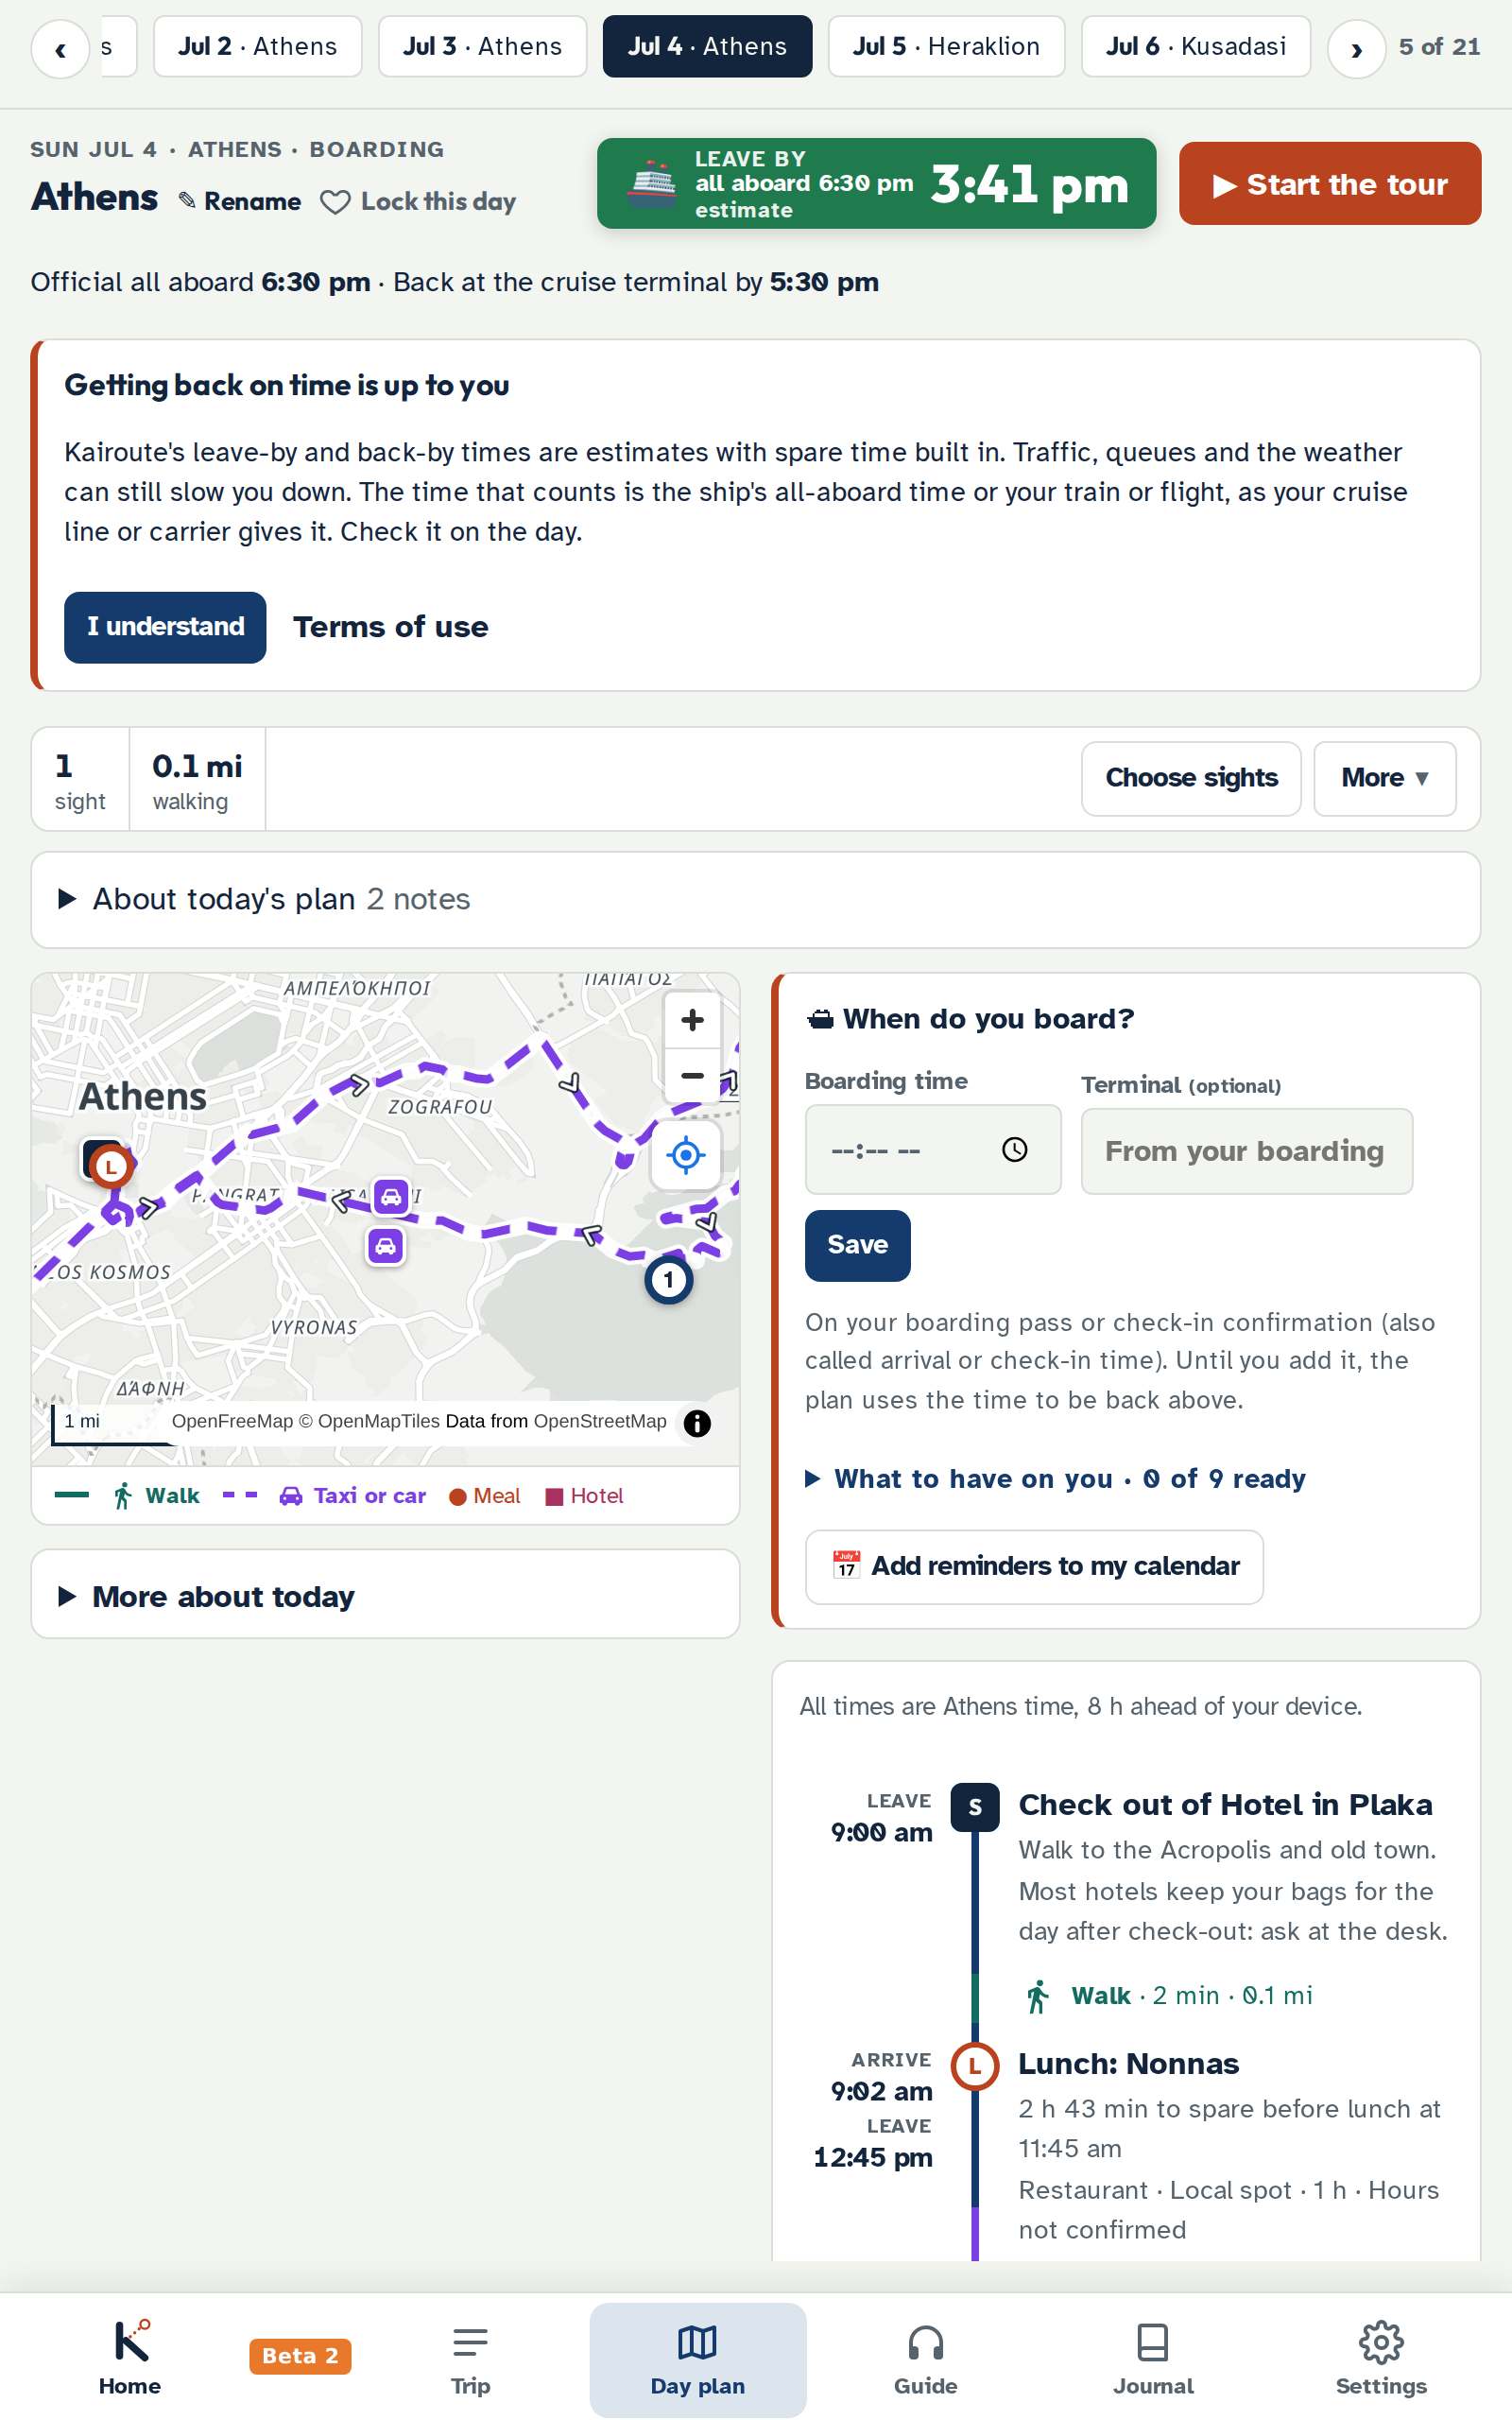 ‹
s
Jul 2 · Athens
Jul 3 · Athens
Jul 4 · Athens
Jul 5 · Heraklion
Jul 6 · Kusadasi
›
5 of 21
SUN JUL 4 · ATHENS · BOARDING
Athens ✎ Rename Lock this day
LEAVE BY
all aboard 6:30 pm
estimate
3:41 pm
▶ Start the tour
Official all aboard 6:30 pm · Back at the cruise terminal by 5:30 pm
Getting back on time is up to you
Kairoute's leave-by and back-by times are estimates with spare time built in. Traffic, queues and the weather
can still slow you down. The time that counts is the ship's all-aboard time or your train or flight, as your cruise
line or carrier gives it. Check it on the day.
I understand
Terms of use
1
sight
0.1 mi
walking
Choose sights
More ▼
▶ About today's plan 2 notes
ΑΜΠΕΛΌΚΗΠΟΙ
ΠΑΠΑΓΟΣ
+
−
Athens
ZOGRAFOU
L
1
KOSMOS
VYRONAS
ΔΆΦΝΗ
1 mi
OpenFreeMap © OpenMapTiles Data from OpenStreetMap
Walk
Taxi or car
Meal
Hotel
▶ More about today
When do you board?
Boarding time
Terminal (optional)
--:-- --
From your boarding
Save
On your boarding pass or check-in confirmation (also
called arrival or check-in time). Until you add it, the
plan uses the time to be back above.
▶ What to have on you · 0 of 9 ready
Add reminders to my calendar
All times are Athens time, 8 h ahead of your device.
LEAVE
9:00 am
S
Check out of Hotel in Plaka
Walk to the Acropolis and old town.
Most hotels keep your bags for the
day after check-out: ask at the desk.
Walk · 2 min · 0.1 mi
ARRIVE
9:02 am
LEAVE
12:45 pm
L
Lunch: Nonnas
2 h 43 min to spare before lunch at
11:45 am
Restaurant · Local spot · 1 h · Hours
not confirmed
Home
Beta 2
Trip
Day plan
Guide
Journal
Settings